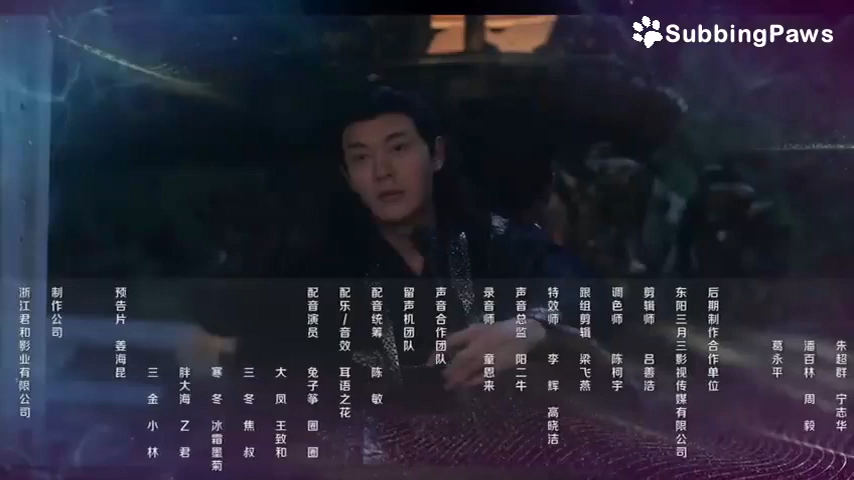 SubbingPaws
朱超群 宁志华
潘百林 周 毅
葛永平
后期制作合作单位
东阳三月三影视传媒有限公司
剪辑师 吕善浩
调色师 陈柯宇
跟组剪辑 梁飞燕
特效师 李 辉 高晓洁
声音总监 阳二牛
录音师 童恩来
声音合作团队
留声机团队
配音统筹 陈 敏
配乐/音效 耳语之花
配音演员 兔子筝 囿 囿
大 凤 王致和
三 冬 焦 叔
寒 冬 冰霜墨菊
胖大海 乙 君
三 金 小 林
预告片 姜海昆
制作公司
浙江君和影业有限公司